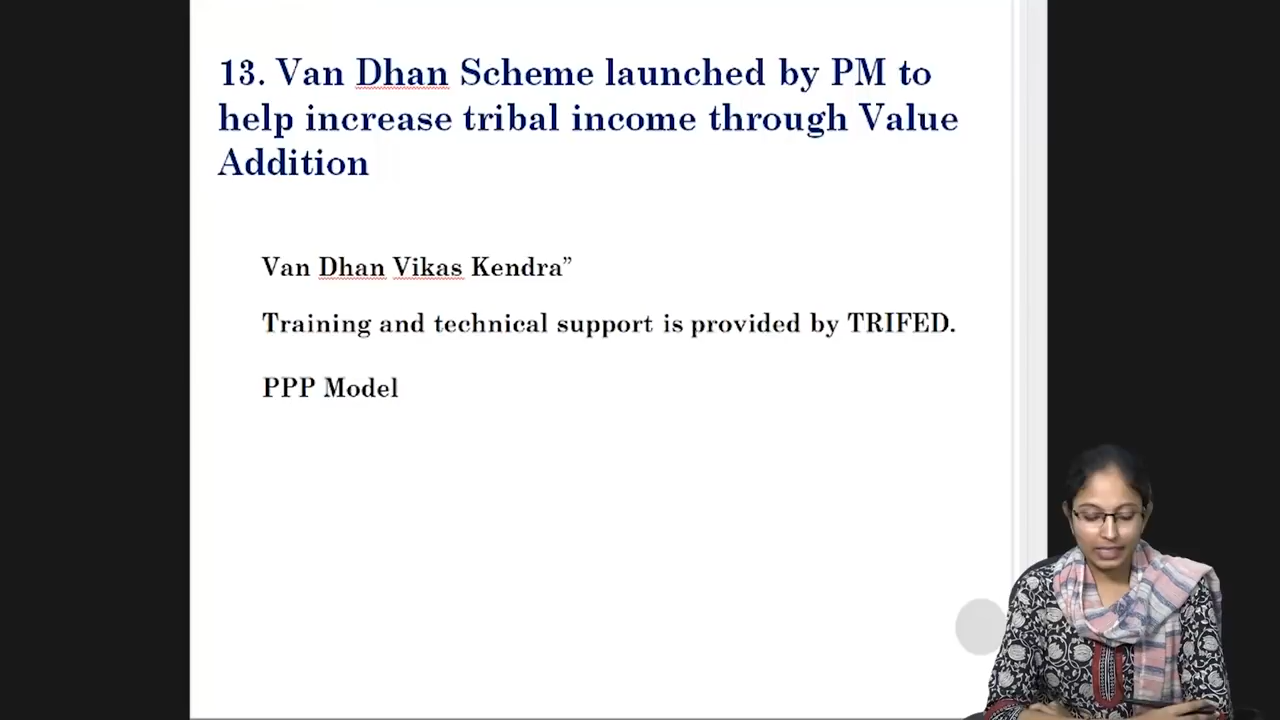 13. Van Dhan Scheme launched by PM to
help increase tribal income through Value
Addition
Van Dhan Vikas Kendra”
Training and technical support is provided by TRIFED.
PPP Model